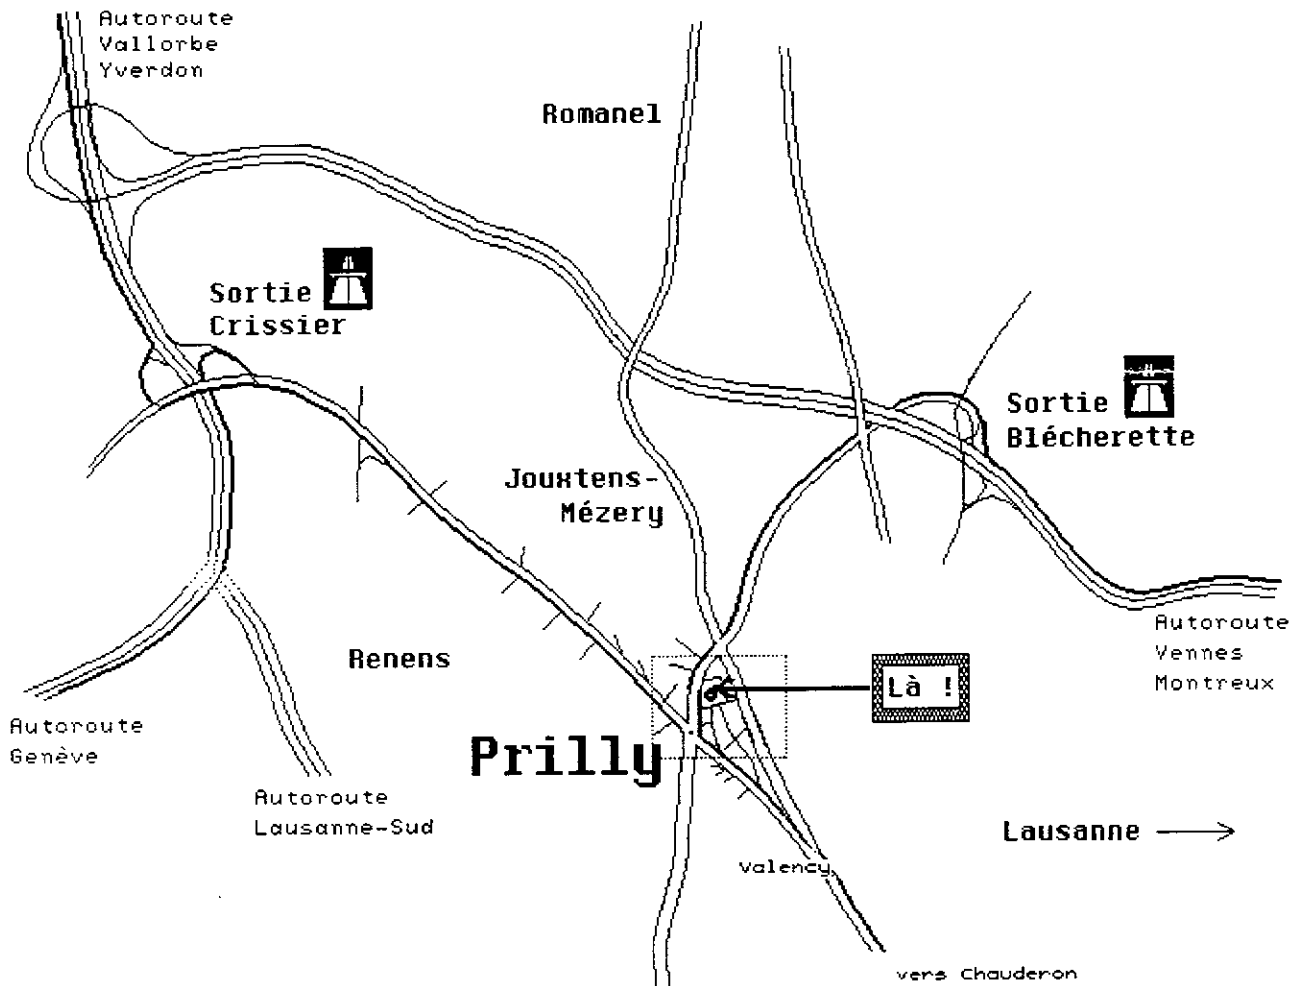 Autoroute
Vallorbe
Yverdon
Romanel
Sortie
Crissier
Sortie
Blécherette
Jouxtens-
Mézery
Autoroute
Vennes
Montreux
Renens
Là !
Autoroute
Genève
Prilly
Autoroute
Lausanne-Sud
Lausanne
Valency
vers Chauderon